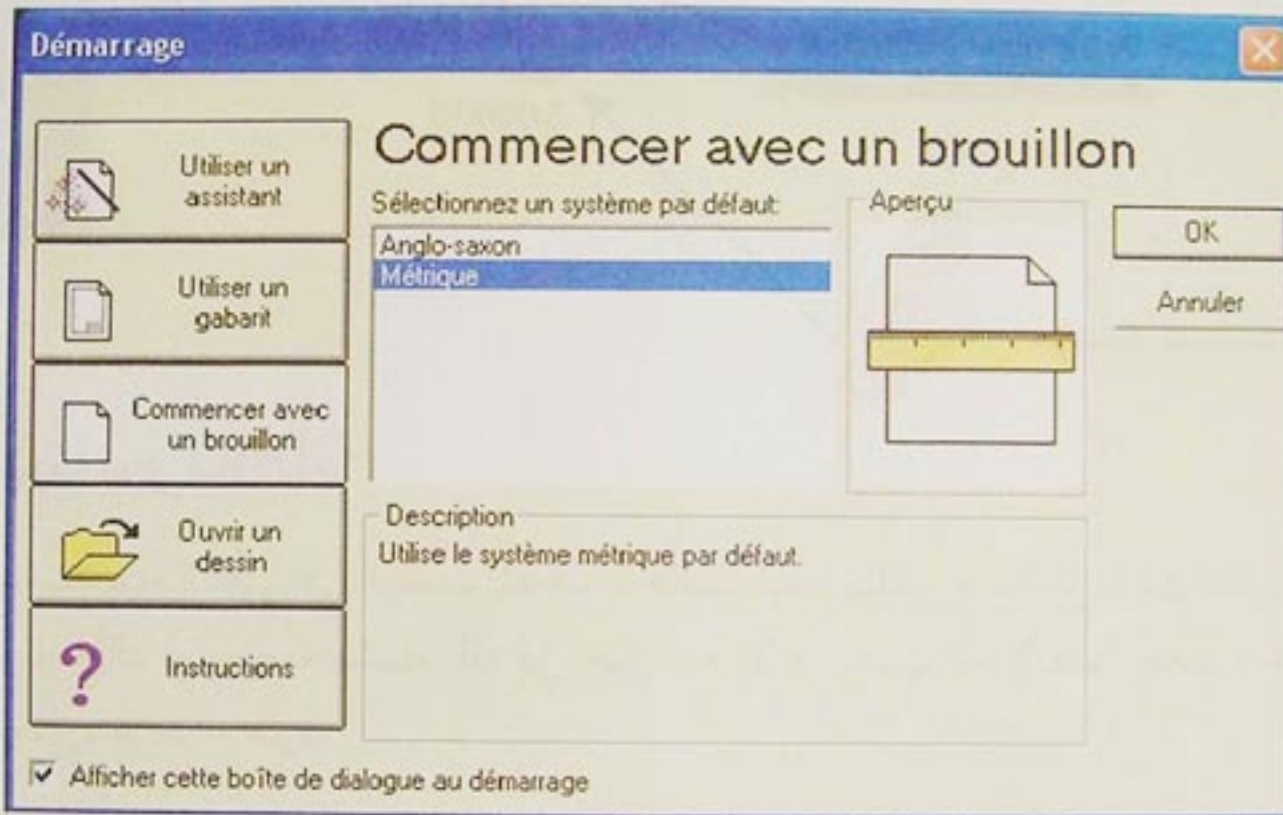 Démarrage
Utiliser un
assistant
Utiliser un
gabarit
Commencer avec
un brouillon
Ouvrir un
dessin
Instructions
Commencer avec un brouillon
Sélectionnez un système par défaut:
Anglo-saxon
Métrique
Aperçu
OK
Annuler
Description
Utilise le système métrique par défaut.
Afficher cette boîte de dialogue au démarrage